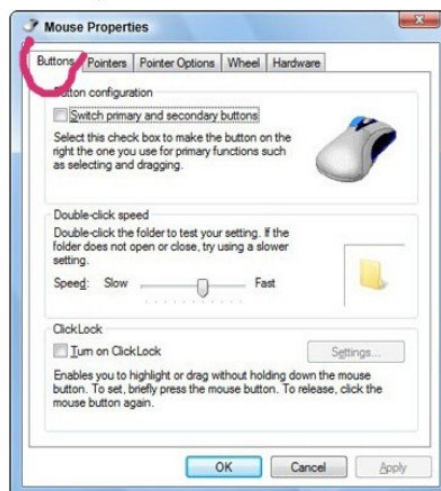 Mouse Properties
Buttons Pointers Pointer Options Wheel Hardware
Button configuration
Switch primary and secondary buttons
Select this check box to make the button on the
right the one you use for primary functions such
as selecting and dragging.
Double-click speed
Double-click the folder to test your setting. If the
folder does not open or close, try using a slower
setting.
Speed: Slow Fast
ClickLock
Turn on ClickLock
Settings...
Enables you to highlight or drag without holding down the mouse
button. To set, briefly press the mouse button. To release, click the
mouse button again.
OK Cancel Apply